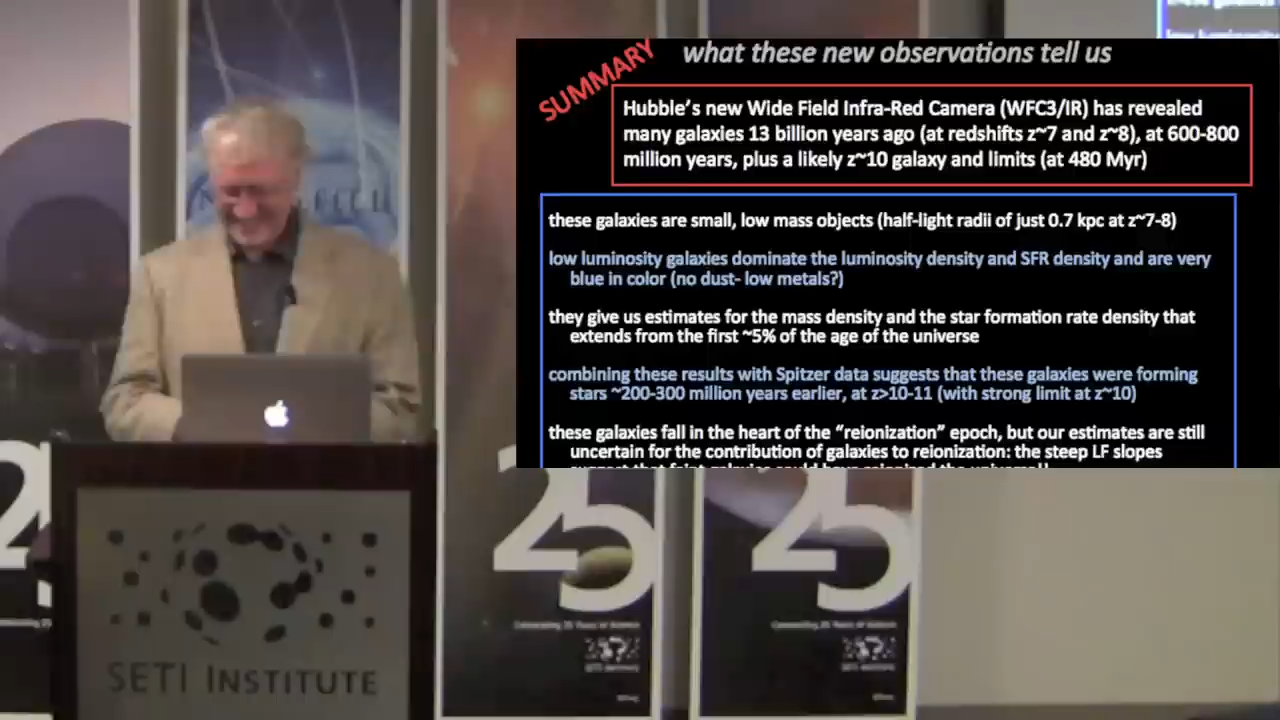 SUMMARY
what these new observations tell us
Hubble's new Wide Field Infra-Red Camera (WFC3/IR) has revealed
many galaxies 13 billion years ago (at redshifts z~7 and z~8), at 600-800
million years, plus a likely z~10 galaxy and limits (at 480 Myr)
these galaxies are small, low mass objects (half-light radii of just 0.7 kpc at z~7-8)
low luminosity galaxies dominate the luminosity density and SFR density and are very
blue in color (no dust- low metals?)
they give us estimates for the mass density and the star formation rate density that
extends from the first ~5% of the age of the universe
combining these results with Spitzer data suggests that these galaxies were forming
stars ~200-300 million years earlier, at z>10-11 (with strong limit at z~10)
these galaxies fall in the heart of the "reionization" epoch, but our estimates are still
uncertain for the contribution of galaxies to reionization: the steep LF slopes
25
25
2
SETI INSTITUTE